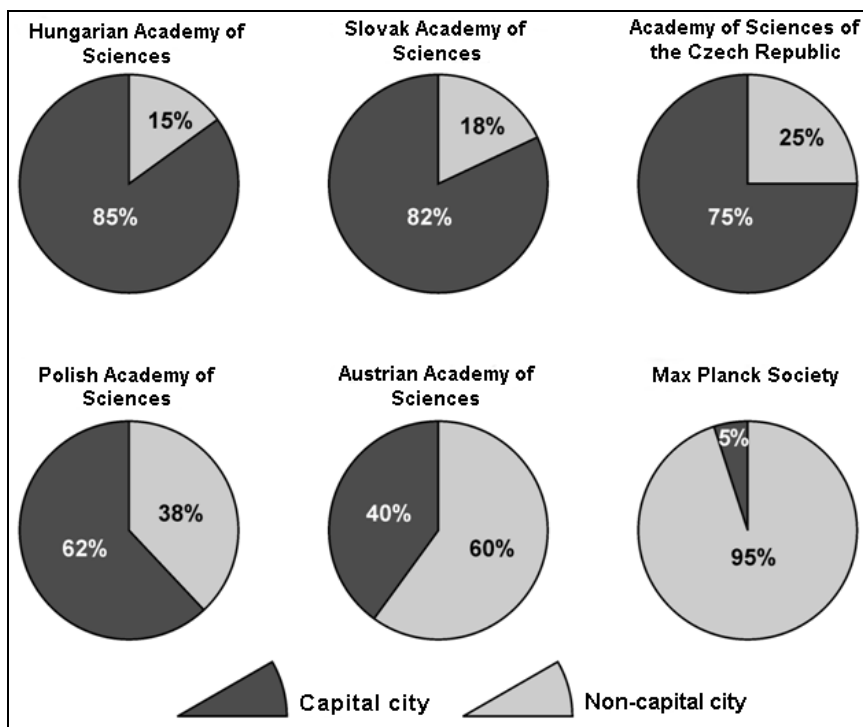 Hungarian Academy of
Sciences
15%
85%
Slovak Academy of
Sciences
18%
82%
Academy of Sciences of
the Czech Republic
25%
75%
Polish Academy of
Sciences
38%
62%
Austrian Academy of
Sciences
40%
60%
Max Planck Society
5%
95%
Capital city
Non-capital city